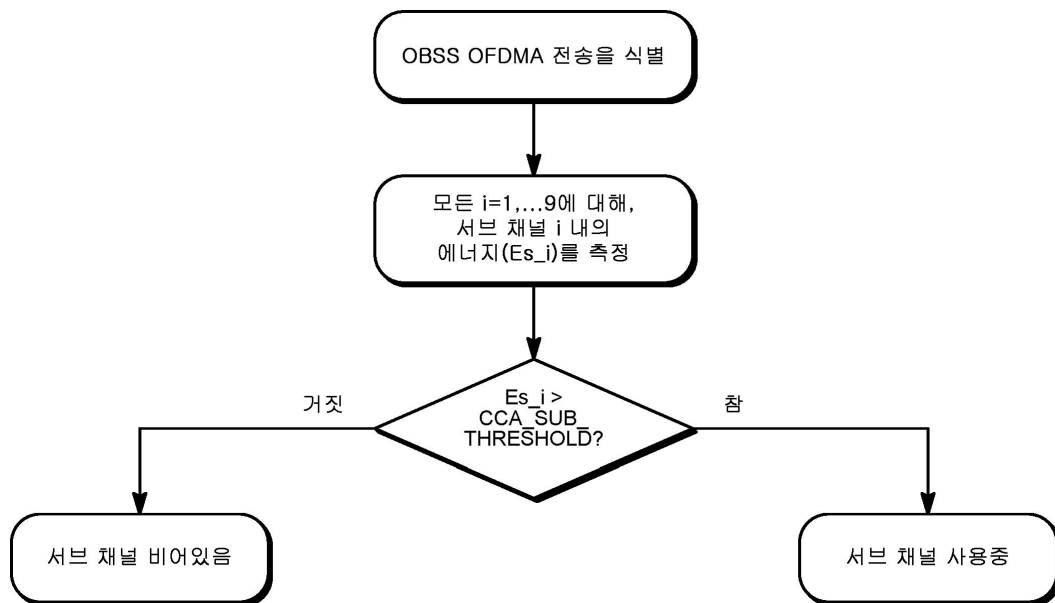 OBSS OFDMA 전송을 식별
모든 i=1,...9에 대해,
서브 채널 i 내의
에너지(Es_i)를 측정
Es_i >
CCA_SUB_
THRESHOLD?
거짓
참
서브 채널 비어있음
서브 채널 사용중